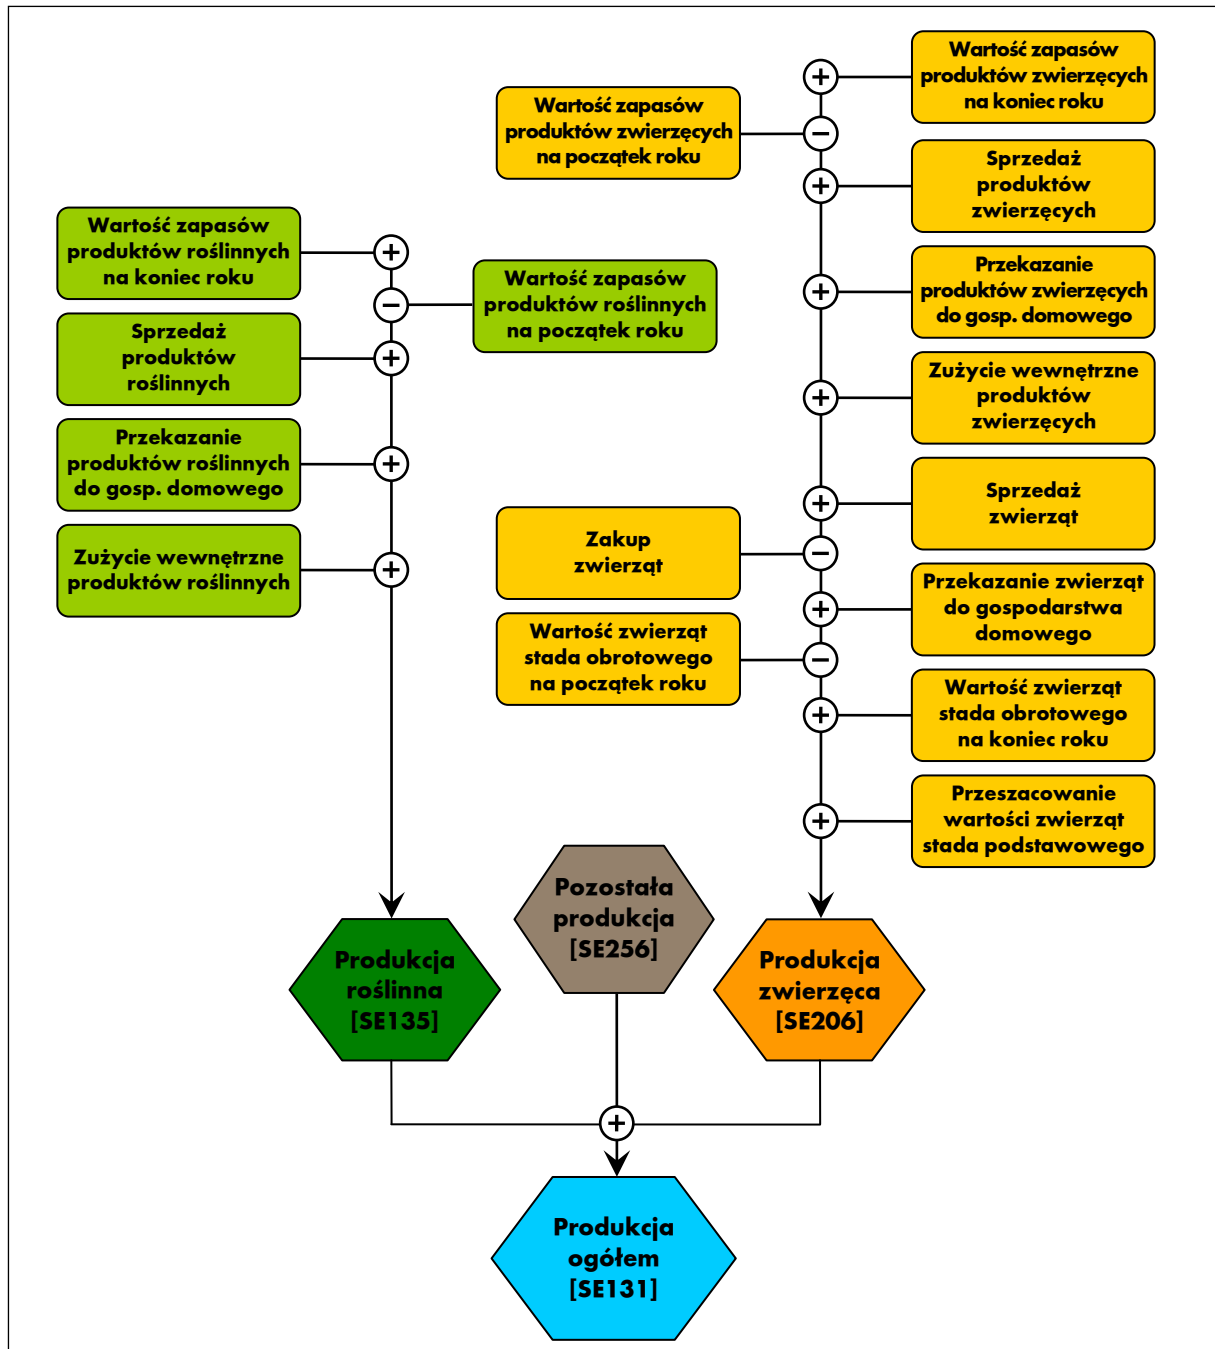 Wartość zapasów
produktów zwierzęcych
na koniec roku
Wartość zapasów
produktów zwierzęcych
na początek roku
Sprzedaż
produktów
zwierzęcych
Wartość zapasów
produktów roślinnych
na koniec roku
Przekazanie
produktów zwierzęcych
do gosp. domowego
Wartość zapasów
produktów roślinnych
na początek roku
Sprzedaż
produktów
roślinnych
Zużycie wewnętrzne
produktów
zwierzęcych
Przekazanie
produktów roślinnych
do gosp. domowego
Sprzedaż
zwierząt
Zakup
zwierząt
Zużycie wewnętrzne
produktów roślinnych
Przekazanie zwierząt
do gospodarstwa
domowego
Wartość zwierząt
stada obrotowego
na początek roku
Wartość zwierząt
stada obrotowego
na koniec roku
Przeszacowanie
wartości zwierząt
stada podstawowego
Pozostała
produkcja
[SE256]
Produkcja
roślinna
[SE135]
Produkcja
zwierzęca
[SE206]
Produkcja
ogółem
[SE131]